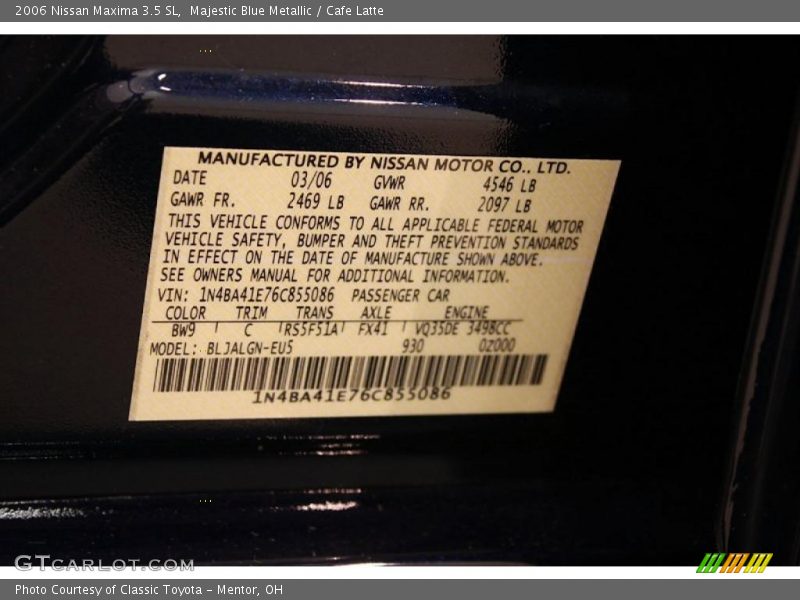 2006 Nissan Maxima 3.5 SL,  Majestic Blue Metallic / Cafe Latte
MANUFACTURED BY NISSAN MOTOR CO., LTD.
DATE 03/06 GVWR 4546 LB
GAWR FR. 2469 LB GAWR RR. 2097 LB
THIS VEHICLE CONFORMS TO ALL APPLICABLE FEDERAL MOTOR
VEHICLE SAFETY, BUMPER AND THEFT PREVENTION STANDARDS
IN EFFECT ON THE DATE OF MANUFACTURE SHOWN ABOVE.
SEE OWNERS MANUAL FOR ADDITIONAL INFORMATION.
VIN: 1N4BA41E76C855086 PASSENGER CAR
COLOR TRIM TRANS AXLE ENGINE
BW9 C RS5F51A FX41 VQ35DE 3498CC
MODEL: BLJALGN-EU5 930 0Z000
1N4BA41E76C855086
GTCARLOT.COM
Photo Courtesy of Classic Toyota - Mentor, OH